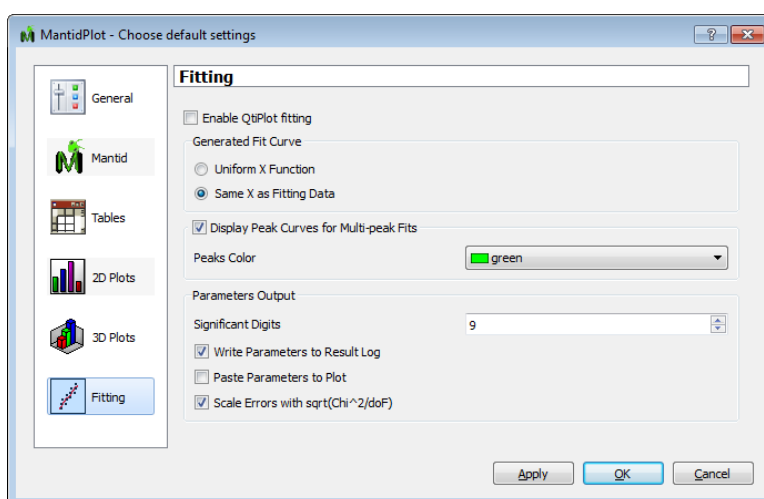 MantidPlot - Choose default settings
General
Mantid
Tables
2D Plots
3D Plots
Fitting
Fitting
Enable QtiPlot fitting
Generated Fit Curve
Uniform X Function
Same X as Fitting Data
Display Peak Curves for Multi-peak Fits
Peaks Color green
Parameters Output
Significant Digits 9
Write Parameters to Result Log
Paste Parameters to Plot
Scale Errors with sqrt(Chi^2/doF)
Apply OK Cancel